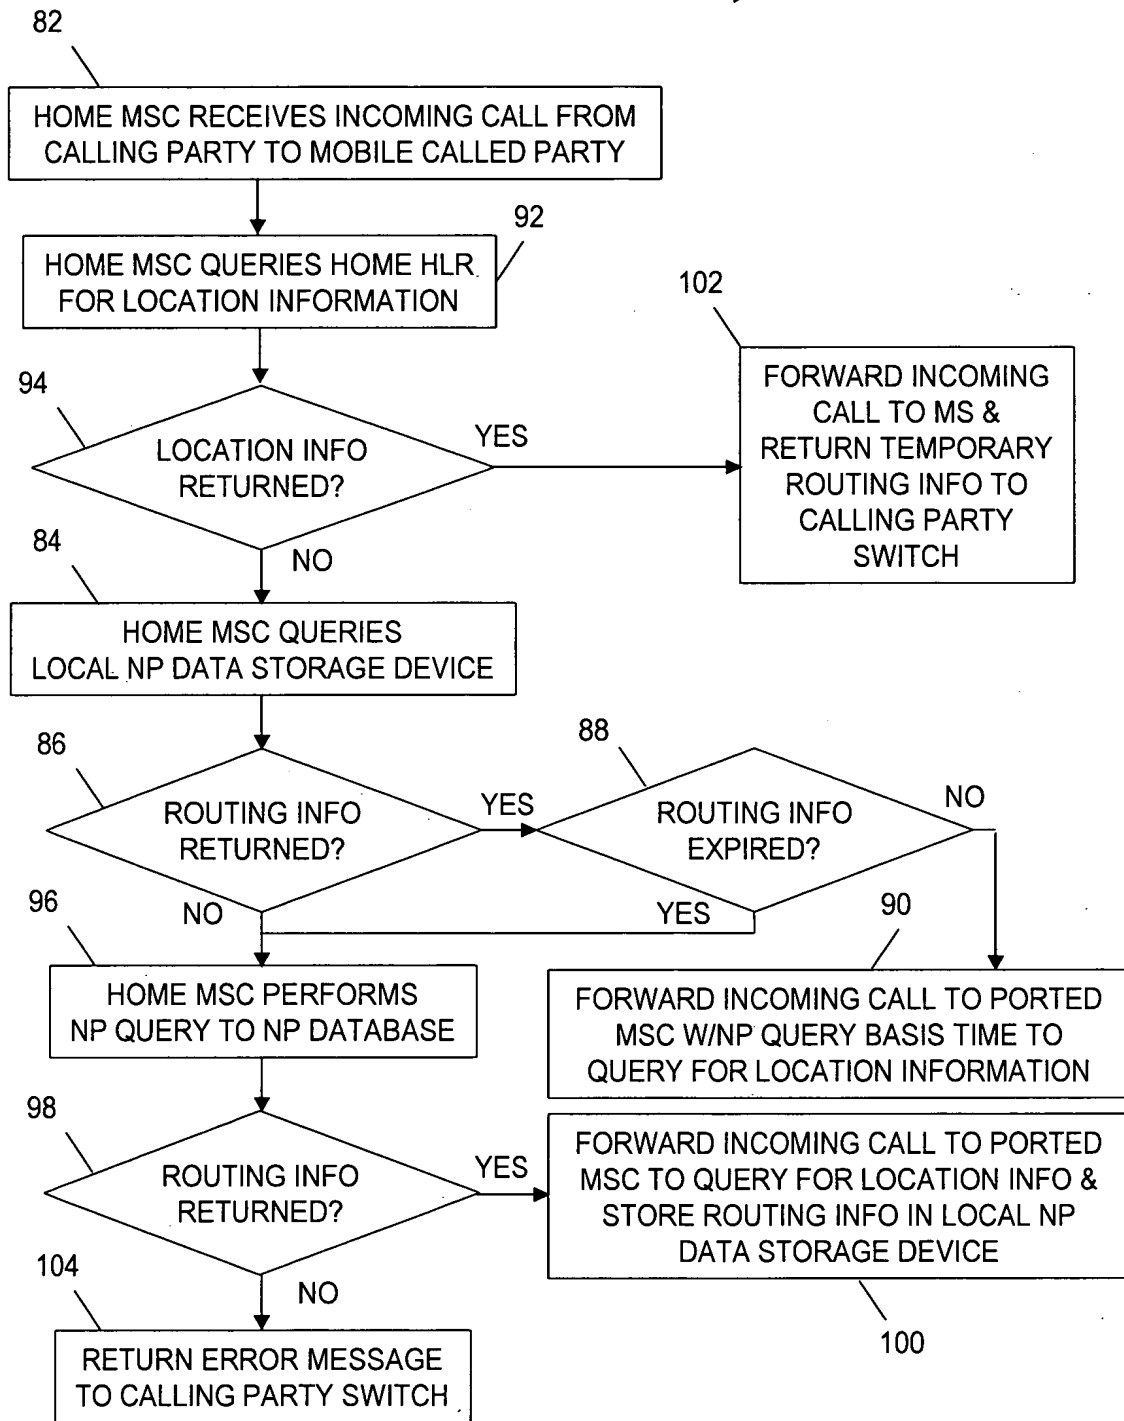 82
HOME MSC RECEIVES INCOMING CALL FROM
CALLING PARTY TO MOBILE CALLED PARTY
92
HOME MSC QUERIES HOME HLR
FOR LOCATION INFORMATION
102
FORWARD INCOMING
CALL TO MS &
RETURN TEMPORARY
ROUTING INFO TO
CALLING PARTY
SWITCH
94
LOCATION INFO
RETURNED?
YES
NO
84
HOME MSC QUERIES
LOCAL NP DATA STORAGE DEVICE
86
ROUTING INFO
RETURNED?
YES
NO
88
ROUTING INFO
EXPIRED?
NO
YES
90
FORWARD INCOMING CALL TO PORTED
MSC W/NP QUERY BASIS TIME TO
QUERY FOR LOCATION INFORMATION
96
HOME MSC PERFORMS
NP QUERY TO NP DATABASE
98
ROUTING INFO
RETURNED?
YES
NO
FORWARD INCOMING CALL TO PORTED
MSC TO QUERY FOR LOCATION INFO &
STORE ROUTING INFO IN LOCAL NP
DATA STORAGE DEVICE
100
104
RETURN ERROR MESSAGE
TO CALLING PARTY SWITCH